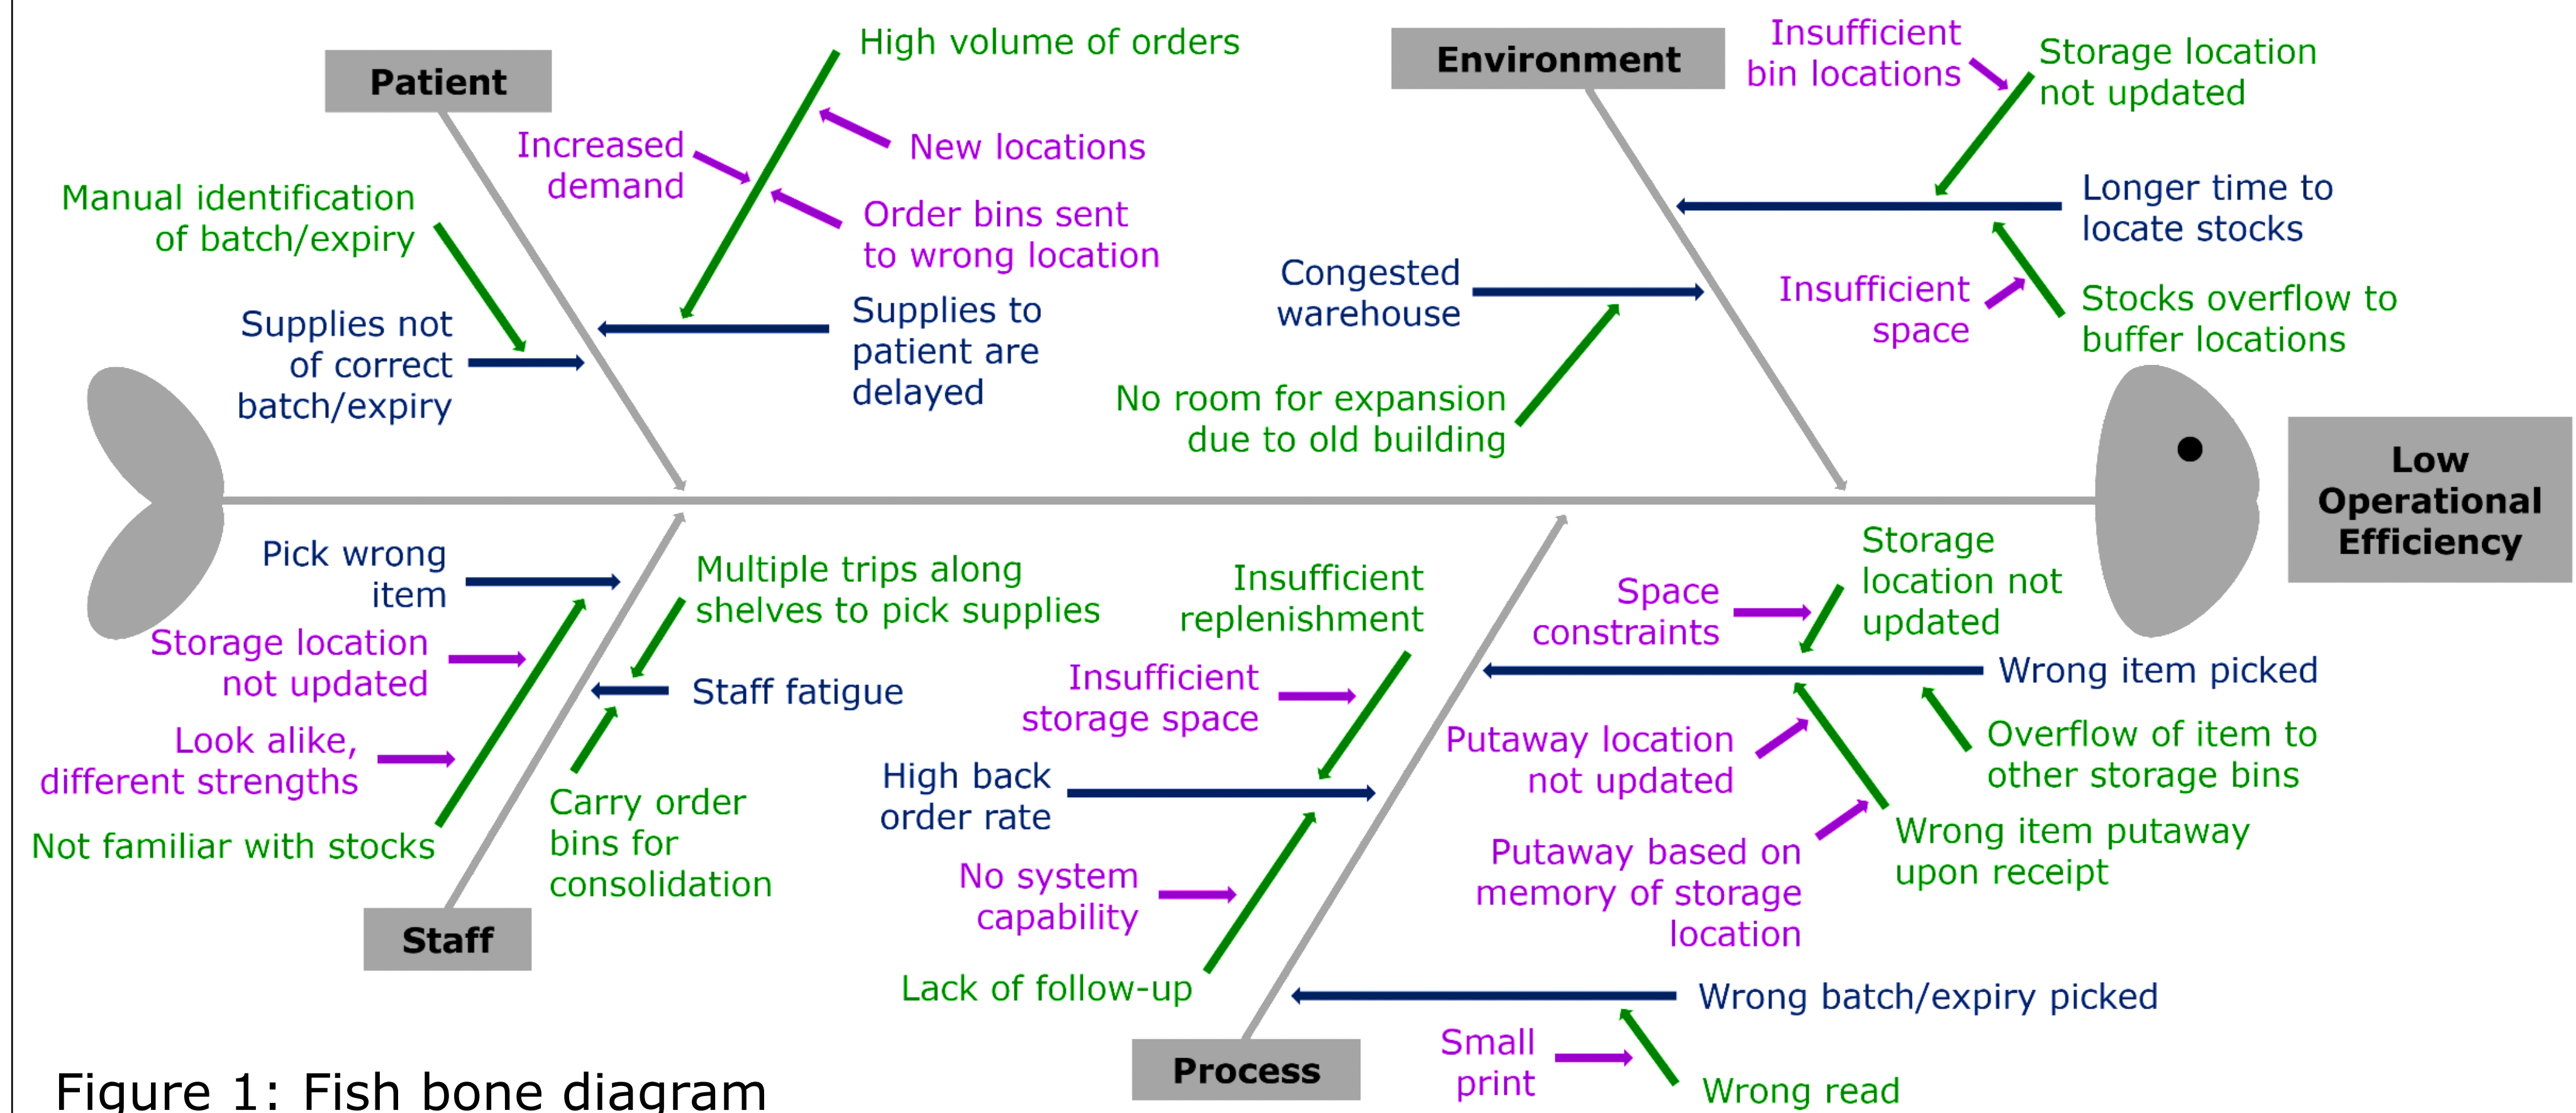 Patient
High volume of orders
Increased
demand
New locations
Order bins sent
to wrong location
Manual identification
of batch/expiry
Supplies not
of correct
batch/expiry
Supplies to
patient are
delayed
Environment
Insufficient
bin locations
Storage location
not updated
Longer time to
locate stocks
Congested
warehouse
Insufficient
space
Stocks overflow to
buffer locations
No room for expansion
due to old building
Low
Operational
Efficiency
Pick wrong
item
Storage location
not updated
Look alike,
different strengths
Not familiar with stocks
Multiple trips along
shelves to pick supplies
Staff fatigue
Carry order
bins for
consolidation
Staff
Insufficient
replenishment
Insufficient
storage space
High back
order rate
No system
capability
Lack of follow-up
Process
Space
constraints
Storage
location not
updated
Wrong item picked
Putaway location
not updated
Overflow of item to
other storage bins
Putaway based on
memory of storage
location
Wrong item putaway
upon receipt
Wrong batch/expiry picked
Small
print
Wrong read
Figure 1: Fish bone diagram